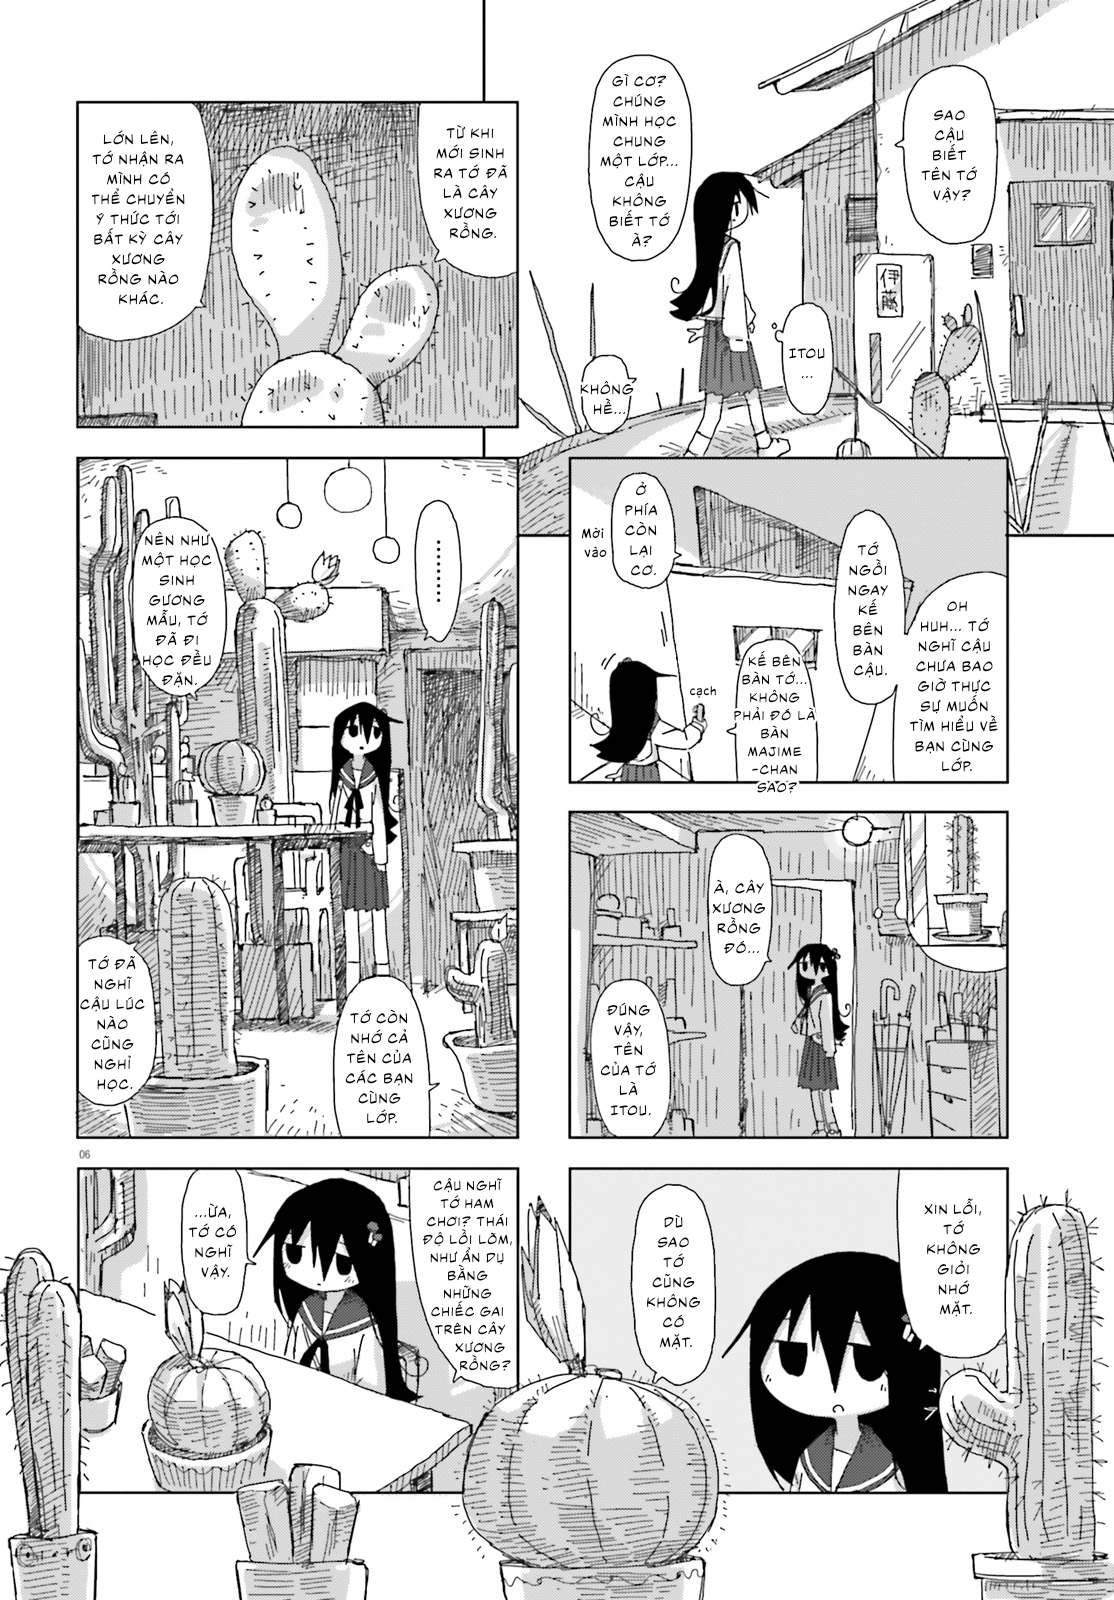 SAO
CẬU
BIẾT
TÊN TỚ
VẬY?
GÌ CƠ?
CHÚNG
MÌNH HỌC
CHUNG
MỘT LỚP...
CẬU
KHÔNG
BIẾT TỚ
À?
伊藤
ITOU
...
KHÔNG
HỀ...
OH
HUH... TỚ
NGHĨ CẬU
CHƯA BAO
GIỜ THỰC
SỰ MUỐN
TÌM HIỂU VỀ
BẠN CÙNG
LỚP.
TỚ
NGỒI
NGAY
KẾ
BÊN
BÀN
CẬU.
KẾ BÊN
BÀN TỚ...
KHÔNG
PHẢI ĐÓ LÀ
BÀN
MAJIME
-CHAN
SAO?
cạch
Ở
PHÍA
CÒN
LẠI
CƠ.
Mời
vào
À, CÂY
XƯƠNG
RỒNG
ĐÓ...
ĐÚNG
VẬY,
TÊN
CỦA TỚ
LÀ
ITOU.
XIN LỖI,
TỚ
KHÔNG
GIỎI
NHỚ
MẶT.
DÙ
SAO
TỚ
CŨNG
KHÔNG
CÓ
MẶT.
TỪ KHI
MỚI SINH
RA TỚ ĐÃ
LÀ CÂY
XƯƠNG
RỒNG.
LỚN LÊN,
TỚ NHẬN RA
MÌNH CÓ
THỂ CHUYỂN
Ý THỨC TỚI
BẤT KỲ CÂY
XƯƠNG
RỒNG NÀO
KHÁC.
.........
NÊN NHƯ
MỘT HỌC
SINH
GƯƠNG
MẪU, TỚ
ĐÃ ĐI
HỌC ĐỀU
ĐẶN.
TỚ CÒN
NHỚ CẢ
TÊN CỦA
CÁC BẠN
CÙNG
LỚP.
TỚ ĐÃ
NGHĨ
CẬU LÚC
NÀO
CŨNG
NGHỈ
HỌC.
06
CẬU NGHĨ
TỚ HAM
CHƠI? THÁI
ĐỘ LỒI LÕM,
NHƯ ẨN DỤ
BẰNG
NHỮNG
CHIẾC GAI
TRÊN CÂY
XƯƠNG
RỒNG?
...ỪA,
TỚ CÓ
NGHĨ
VẬY.